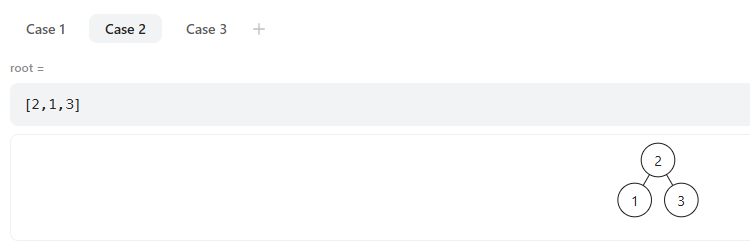 Case 1 Case 2 Case 3 +
root =
[2,1,3]
2
1 3